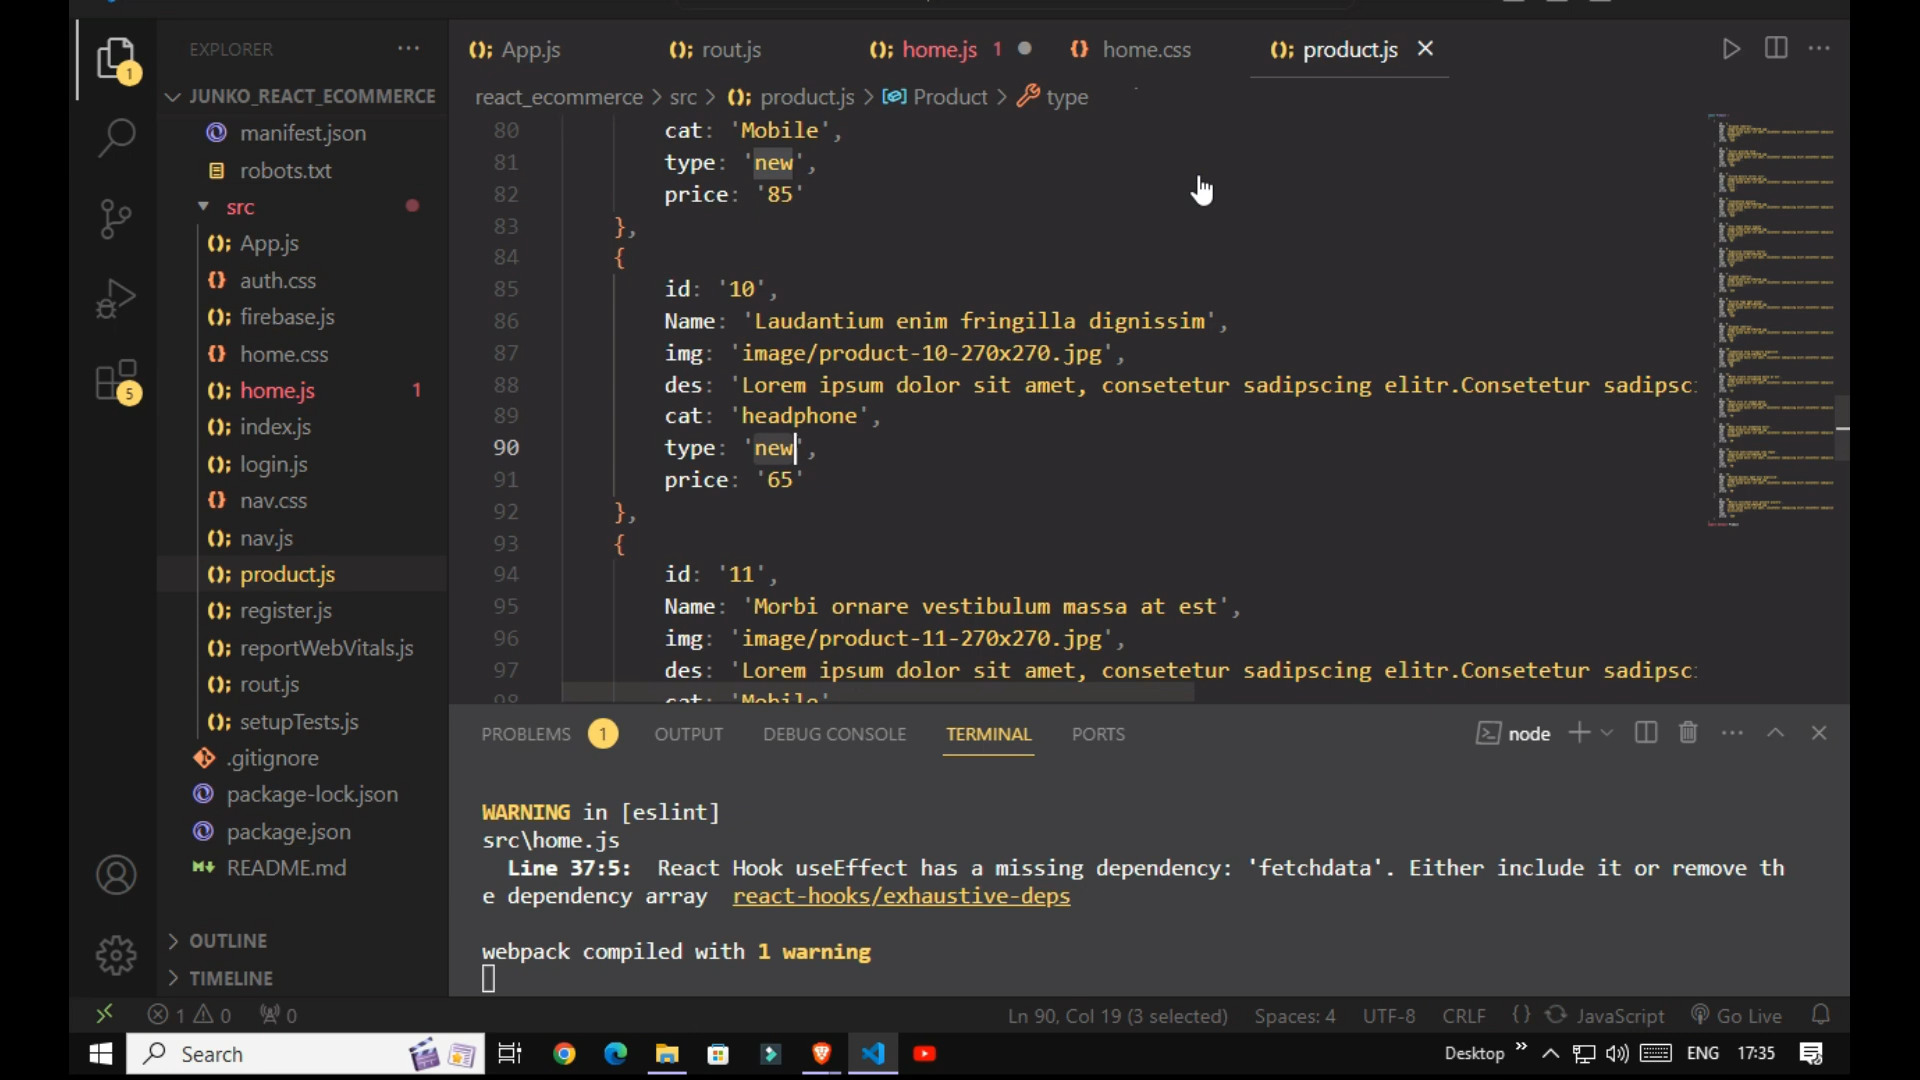 EXPLORER
JUNKO_REACT_ECOMMERCE
manifest.json
robots.txt
src
App.js
auth.css
firebase.js
home.css
home.js 1
index.js
login.js
nav.css
nav.js
product.js
register.js
reportWebVitals.js
rout.js
setupTests.js
.gitignore
package-lock.json
package.json
README.md
OUTLINE
TIMELINE
1
5
App.js rout.js home.js 1 home.css product.js
react_ecommerce > src > product.js > Product > type
80 cat: 'Mobile',
81 type: 'new',
82 price: '85'
83 },
84 {
85 id: '10',
86 Name: 'Laudantium enim fringilla dignissim',
87 img: 'image/product-10-270x270.jpg',
88 des: 'Lorem ipsum dolor sit amet, consetetur sadipscing elitr.Consetetur sadipsc
89 cat: 'headphone',
90 type: 'new',
91 price: '65'
92 },
93 {
94 id: '11',
95 Name: 'Morbi ornare vestibulum massa at est',
96 img: 'image/product-11-270x270.jpg',
97 des: 'Lorem ipsum dolor sit amet, consetetur sadipscing elitr.Consetetur sadipsc
98 cat: 'Mobile'
PROBLEMS 1 OUTPUT DEBUG CONSOLE TERMINAL PORTS node
WARNING in [eslint]
src\home.js
Line 37:5: React Hook useEffect has a missing dependency: 'fetchdata'. Either include it or remove th
e dependency array react-hooks/exhaustive-deps
webpack compiled with 1 warning
1 0 0 Ln 90, Col 19 (3 selected) Spaces: 4 UTF-8 CRLF {} JavaScript Go Live
Search Desktop ENG 17:35